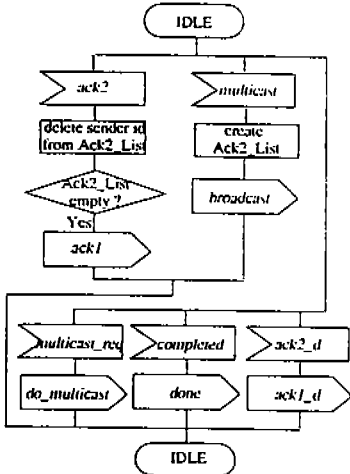 IDLE
ack2
multicast
delete sender id
from Ack2_List
create
Ack2_List
Ack2_List
empty ?
broadcast
Yes
ack1
multicast_req
completed
ack2_d
do_multicast
done
ack1_d
IDLE